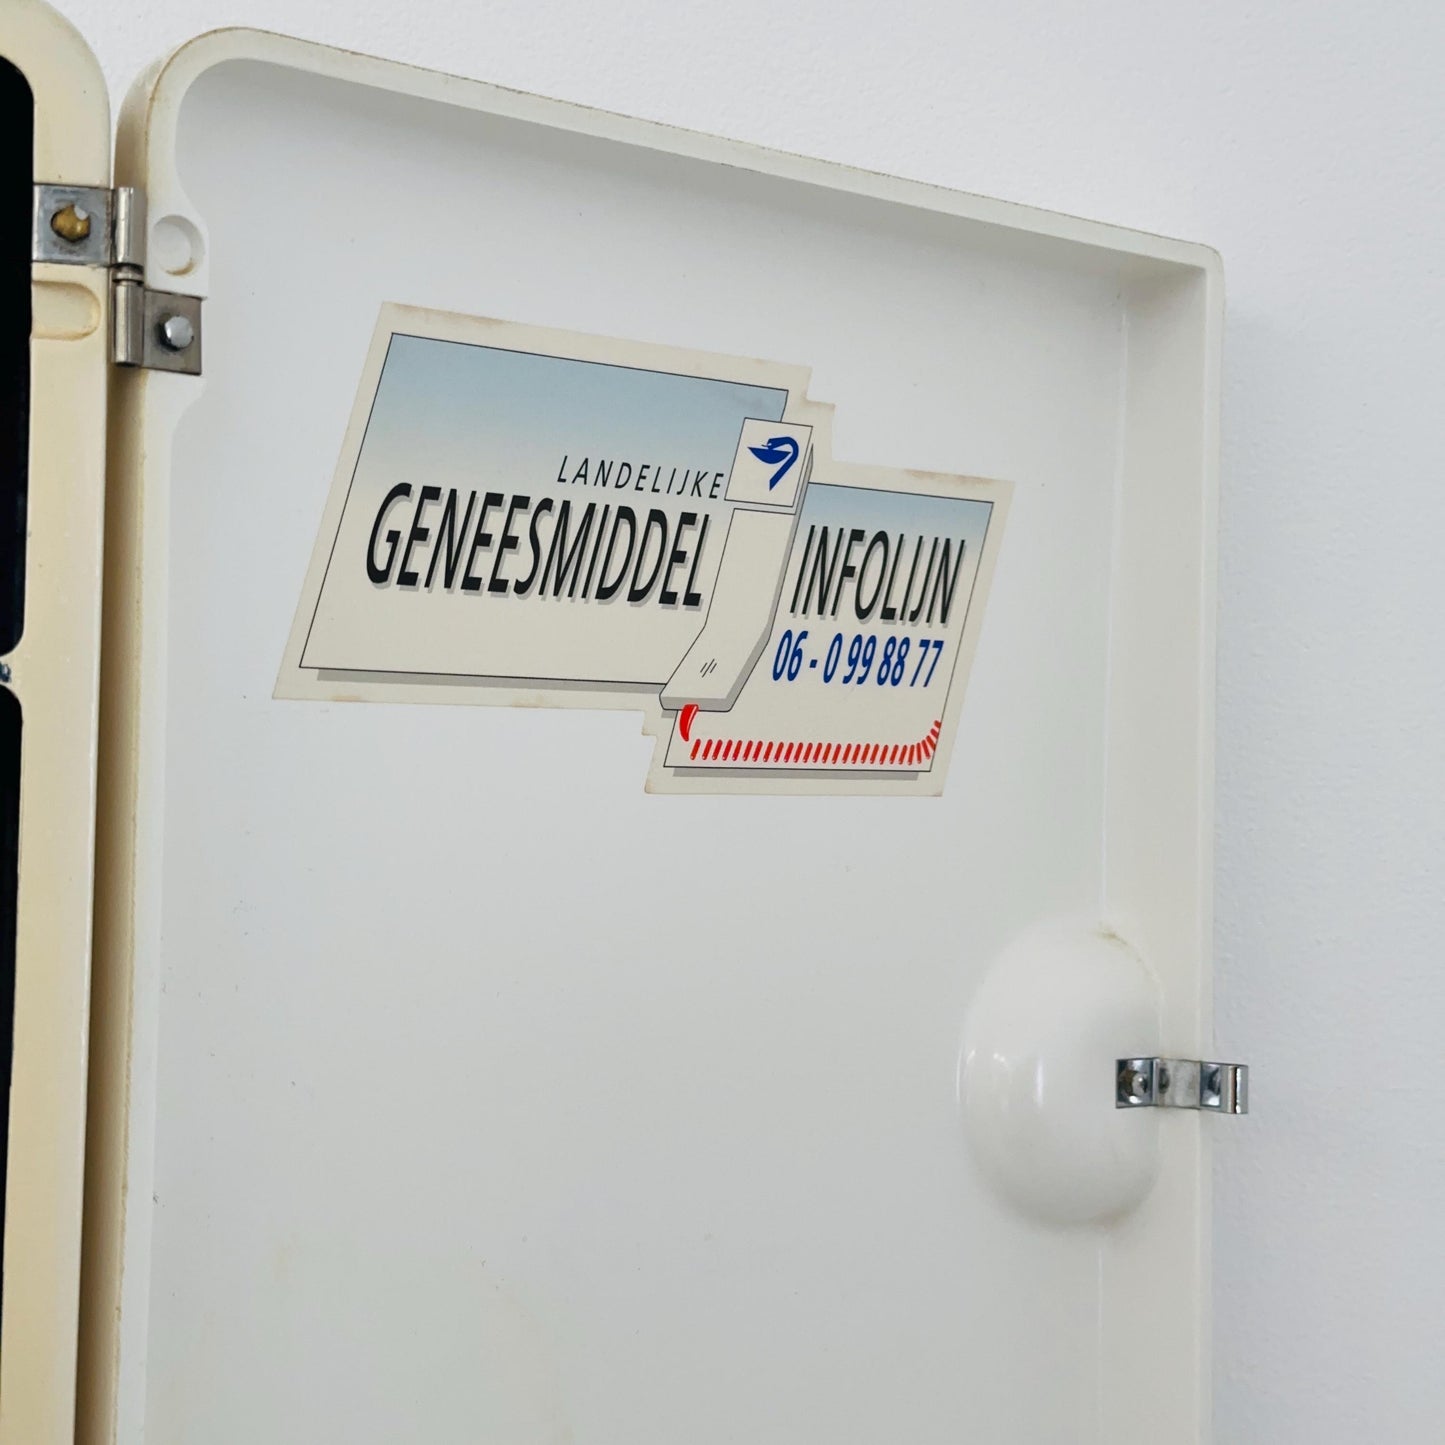 LANDELIJKE
GENEESMIDDEL
INFOLIJN
06 - 0 99 88 77